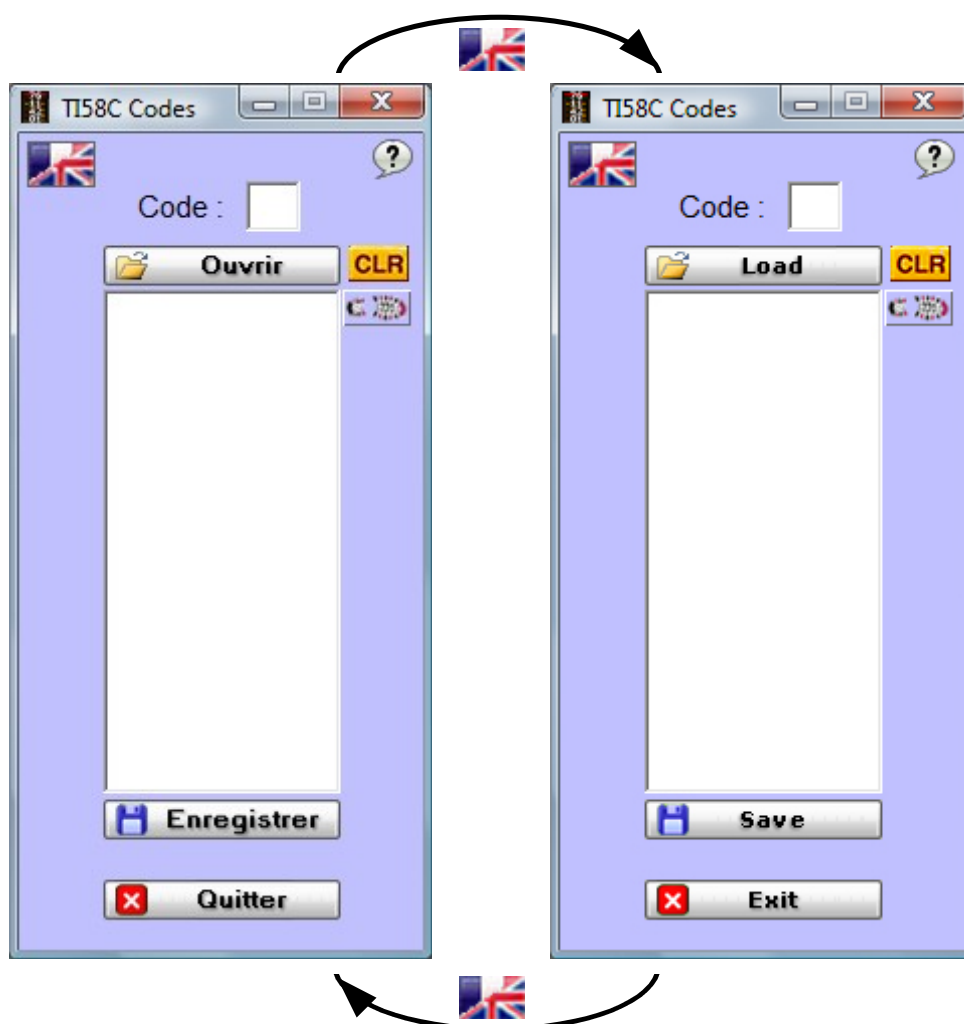 TI58C Codes
?
Code :
Ouvrir
CLR
Enregistrer
Quitter
TI58C Codes
?
Code :
Load
CLR
Save
Exit